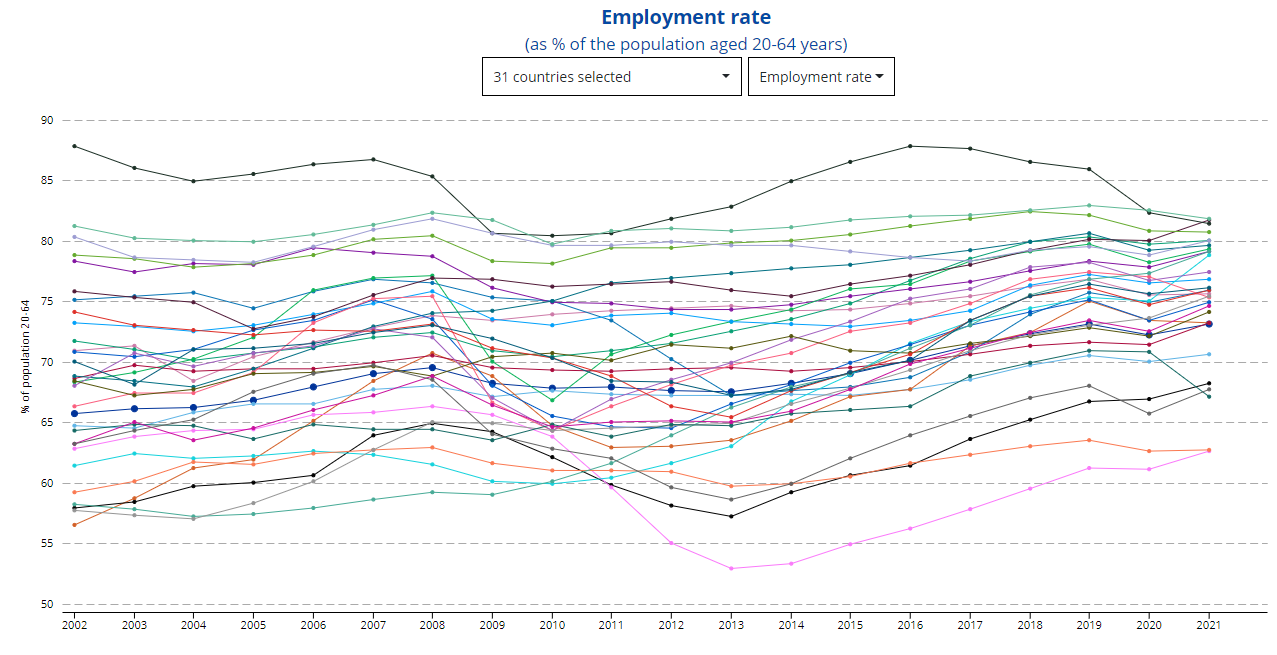 Employment rate
(as % of the population aged 20-64 years)
31 countries selected
Employment rate
90
85
80
75
70
65
60
55
50
% of population 20-64
2002 2003 2004 2005 2006 2007 2008 2009 2010 2011 2012 2013 2014 2015 2016 2017 2018 2019 2020 2021